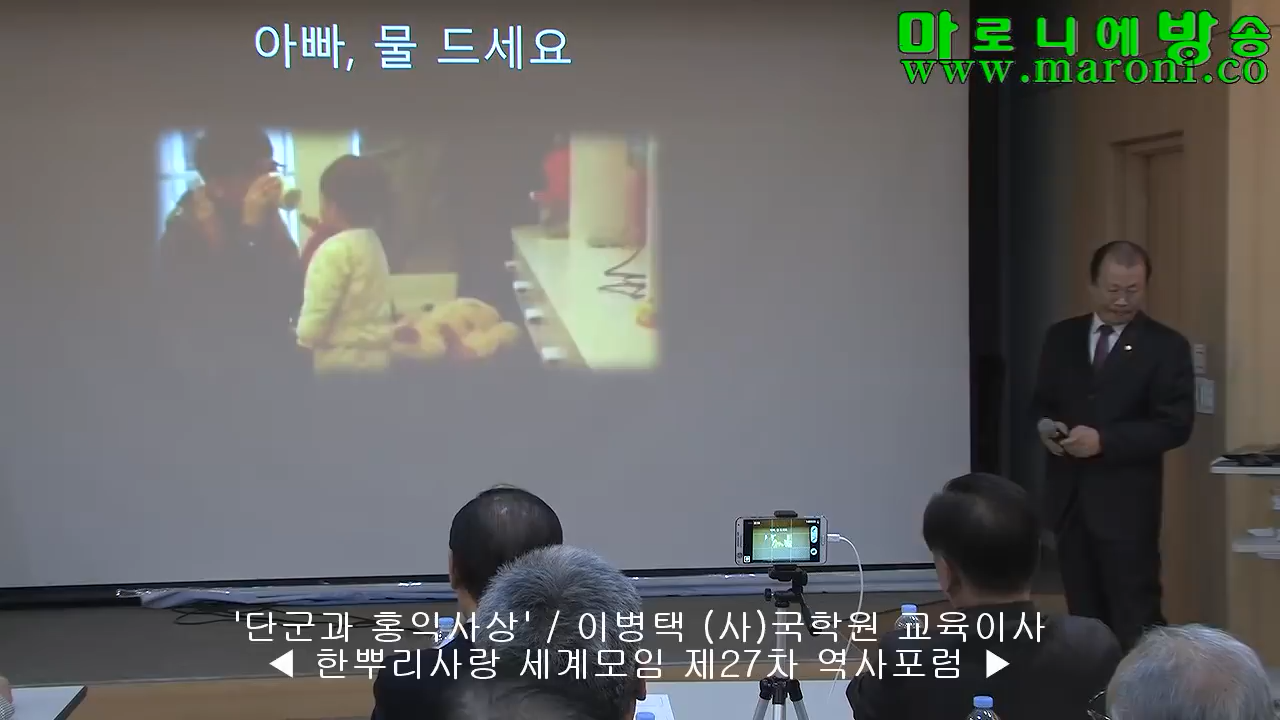 아빠, 물 드세요
마로니에방송
www.maroni.co
'단군과 홍익사상' / 이병택 (사)국학원 교육이사
◀ 한뿌리사랑 세계모임 제27차 역사포럼 ▶